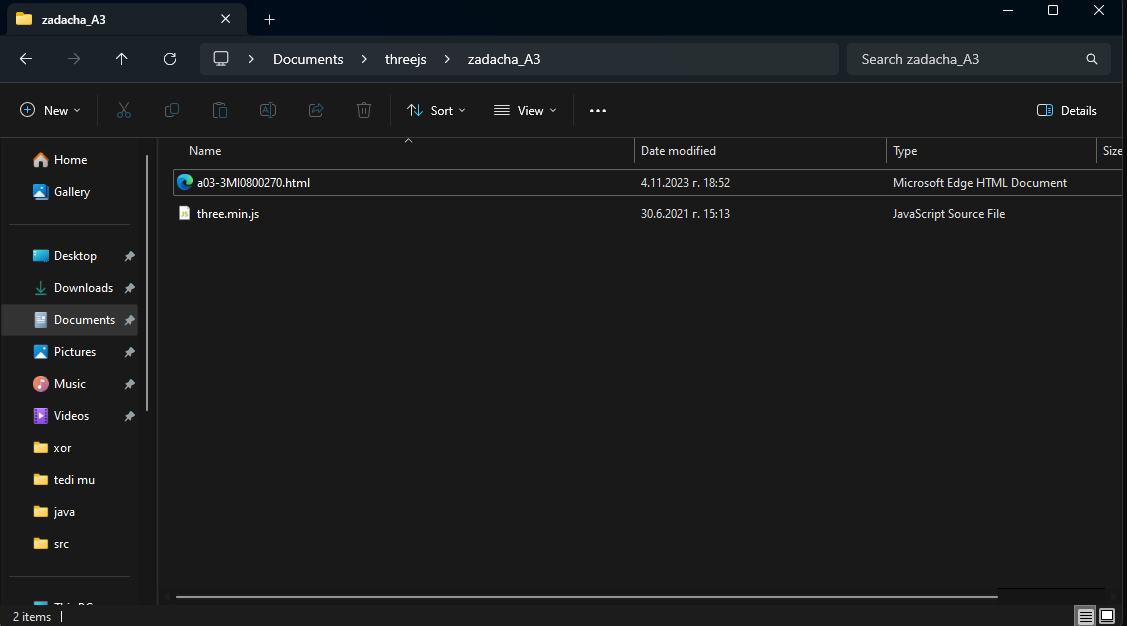 zadacha_A3
Documents > threejs > zadacha_A3
Search zadacha_A3
New
Sort
View
Details
Name
Date modified
Type
Size
Home
a03-3MI0800270.html
4.11.2023 г. 18:52
Microsoft Edge HTML Document
Gallery
three.min.js
30.6.2021 г. 15:13
JavaScript Source File
Desktop
Downloads
Documents
Pictures
Music
Videos
xor
tedi mu
java
src
This PC
2 items